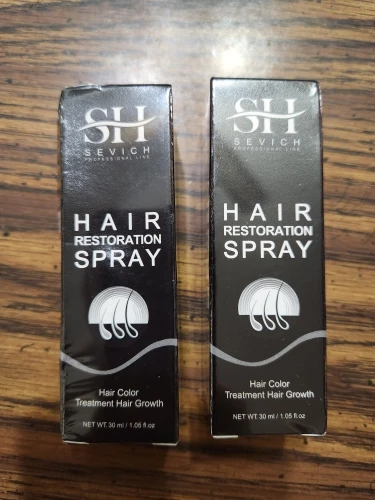 SH
SEVICH
PROFESSIONAL LINE
HAIR
RESTORATION
SPRAY
Hair Color
Treatment Hair Growth
NET WT. 30 ml / 1.05 fl.oz
SH
SEVICH
PROFESSIONAL LINE
HAIR
RESTORATION
SPRAY
Hair Color
Treatment Hair Growth
NET WT. 30 ml / 1.05 fl.oz